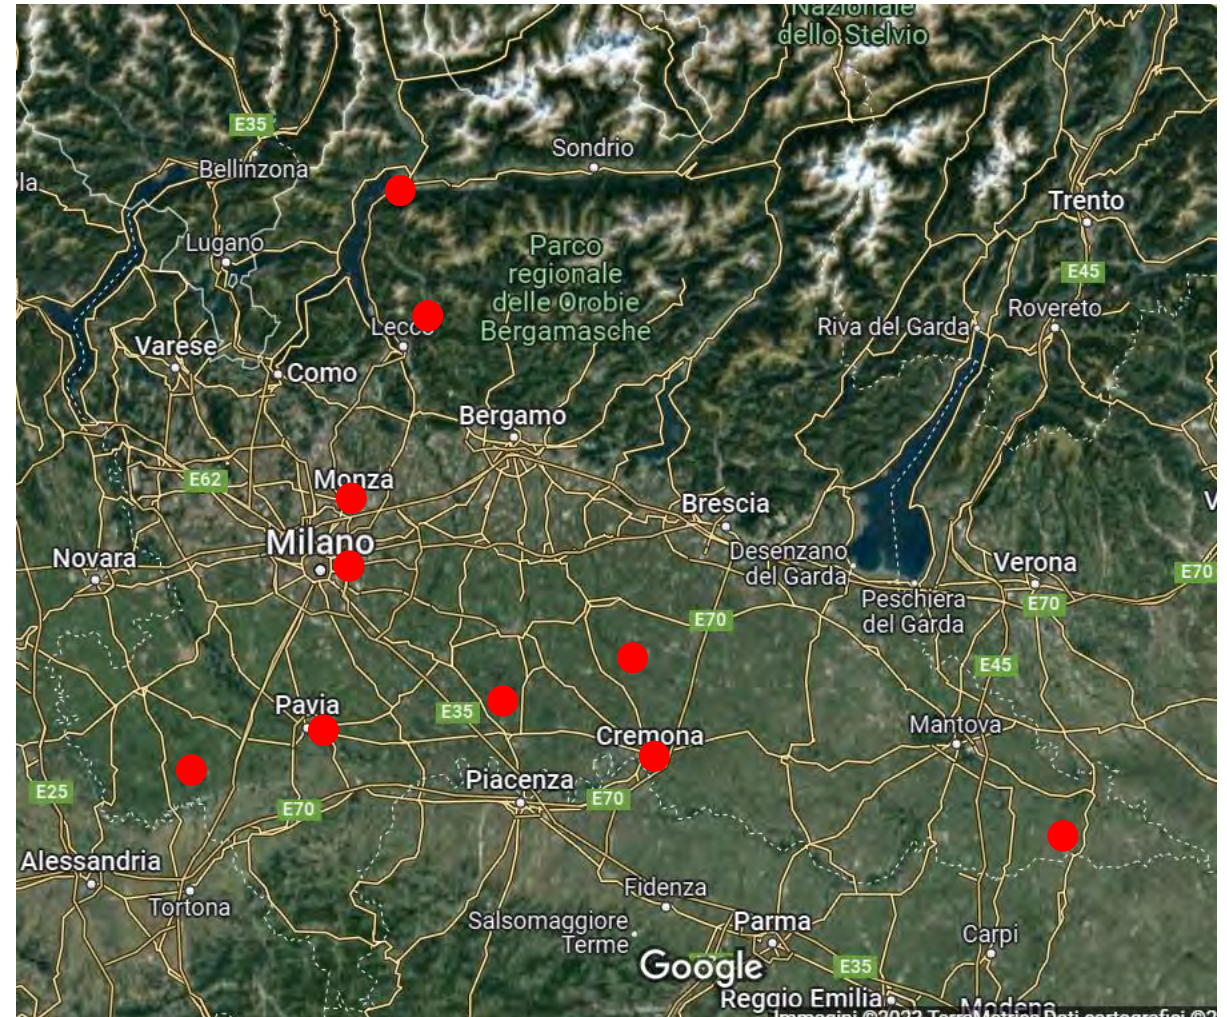 Nazionale
dello Stelvio
E35
Bellinzona
Sondrio
la
Trento
Lugano
Parco
regionale
delle Orobie
Bergamasche
E45
Rovereto
Riva del Garda
Lecco
Varese
Como
Bergamo
E62
Monza
Brescia
V
Milano
Novara
Desenzano
del Garda
Verona
E70
Peschiera
del Garda
E70
E70
E45
Pavia
E35
Cremona
Mantova
Piacenza
E25
E70
E70
Alessandria
Fidenza
Tortona
Salsomaggiore
Terme
Parma
Carpi
Google
E35
Reggio Emilia
Modena